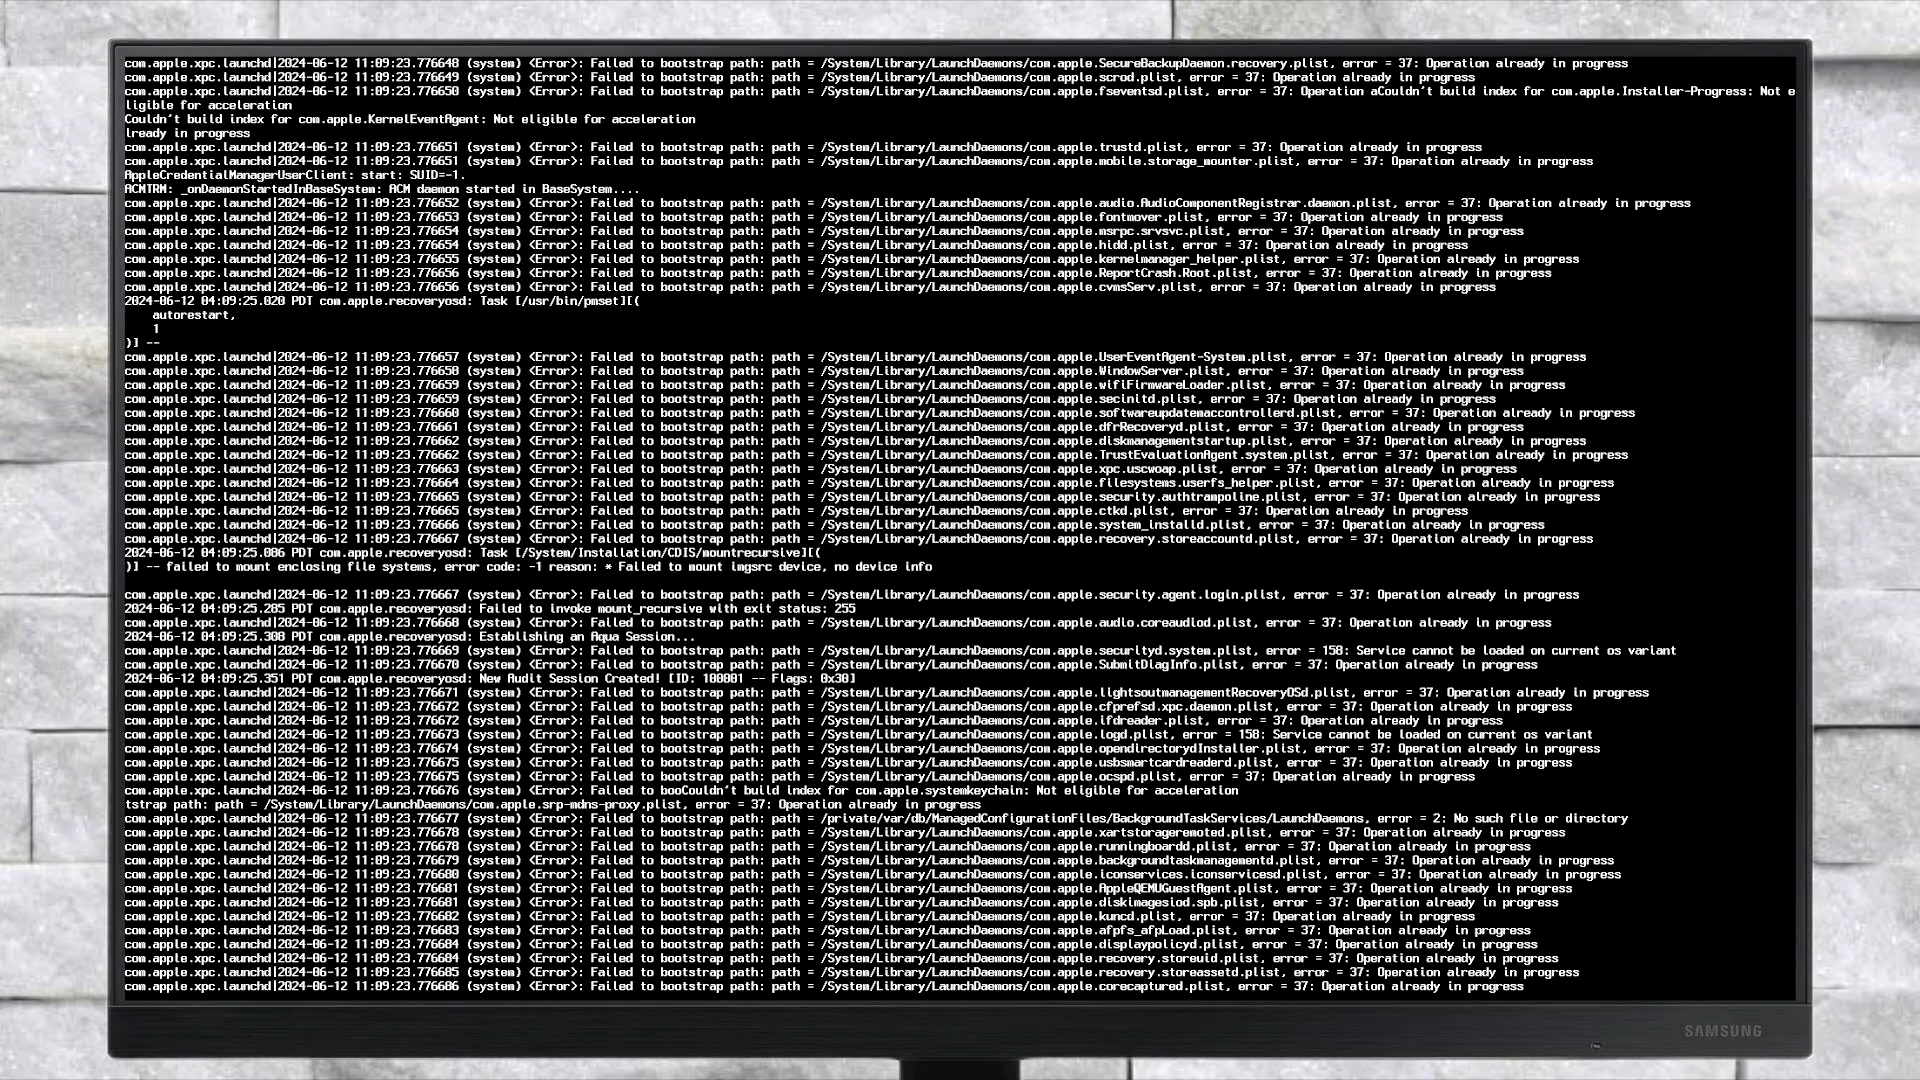 com.apple.xpc.launchd|2024-06-12 11:09:23.776648 (system) <Error>: Failed to bootstrap path: path = /System/Library/LaunchDaemons/com.apple.SecureBackupDaemon.recovery.plist, error = 37: Operation already in progress
com.apple.xpc.launchd|2024-06-12 11:09:23.776649 (system) <Error>: Failed to bootstrap path: path = /System/Library/LaunchDaemons/com.apple.scrod.plist, error = 37: Operation already in progress
com.apple.xpc.launchd|2024-06-12 11:09:23.776650 (system) <Error>: Failed to bootstrap path: path = /System/Library/LaunchDaemons/com.apple.fseventsd.plist, error = 37: Operation aCouldn't build index for com.apple.Installer-Progress: Not e
ligible for acceleration
Couldn't build index for com.apple.KernelEventAgent: Not eligible for acceleration
lready in progress
com.apple.xpc.launchd|2024-06-12 11:09:23.776651 (system) <Error>: Failed to bootstrap path: path = /System/Library/LaunchDaemons/com.apple.trustd.plist, error = 37: Operation already in progress
com.apple.xpc.launchd|2024-06-12 11:09:23.776651 (system) <Error>: Failed to bootstrap path: path = /System/Library/LaunchDaemons/com.apple.mobile.storage_mounter.plist, error = 37: Operation already in progress
AppleCredentialManagerUserClient: start: SUID=-1.
ACMTRM: _onDaemonStartedInBaseSystem: ACM daemon started in BaseSystem....
com.apple.xpc.launchd|2024-06-12 11:09:23.776652 (system) <Error>: Failed to bootstrap path: path = /System/Library/LaunchDaemons/com.apple.audio.AudioComponentRegistrar.daemon.plist, error = 37: Operation already in progress
com.apple.xpc.launchd|2024-06-12 11:09:23.776653 (system) <Error>: Failed to bootstrap path: path = /System/Library/LaunchDaemons/com.apple.fontmover.plist, error = 37: Operation already in progress
com.apple.xpc.launchd|2024-06-12 11:09:23.776654 (system) <Error>: Failed to bootstrap path: path = /System/Library/LaunchDaemons/com.apple.msrpc.srvsvc.plist, error = 37: Operation already in progress
com.apple.xpc.launchd|2024-06-12 11:09:23.776654 (system) <Error>: Failed to bootstrap path: path = /System/Library/LaunchDaemons/com.apple.hidd.plist, error = 37: Operation already in progress
com.apple.xpc.launchd|2024-06-12 11:09:23.776655 (system) <Error>: Failed to bootstrap path: path = /System/Library/LaunchDaemons/com.apple.kernelmanager_helper.plist, error = 37: Operation already in progress
com.apple.xpc.launchd|2024-06-12 11:09:23.776656 (system) <Error>: Failed to bootstrap path: path = /System/Library/LaunchDaemons/com.apple.ReportCrash.Root.plist, error = 37: Operation already in progress
com.apple.xpc.launchd|2024-06-12 11:09:23.776656 (system) <Error>: Failed to bootstrap path: path = /System/Library/LaunchDaemons/com.apple.cvmsServ.plist, error = 37: Operation already in progress
2024-06-12 04:09:25.020 PDT com.apple.recoveryosd: Task [/usr/bin/pmset][(
autorestart,
1
)] --
com.apple.xpc.launchd|2024-06-12 11:09:23.776657 (system) <Error>: Failed to bootstrap path: path = /System/Library/LaunchDaemons/com.apple.UserEventAgent-System.plist, error = 37: Operation already in progress
com.apple.xpc.launchd|2024-06-12 11:09:23.776658 (system) <Error>: Failed to bootstrap path: path = /System/Library/LaunchDaemons/com.apple.WindowServer.plist, error = 37: Operation already in progress
com.apple.xpc.launchd|2024-06-12 11:09:23.776659 (system) <Error>: Failed to bootstrap path: path = /System/Library/LaunchDaemons/com.apple.wifiFirmwareLoader.plist, error = 37: Operation already in progress
com.apple.xpc.launchd|2024-06-12 11:09:23.776659 (system) <Error>: Failed to bootstrap path: path = /System/Library/LaunchDaemons/com.apple.secinitd.plist, error = 37: Operation already in progress
com.apple.xpc.launchd|2024-06-12 11:09:23.776660 (system) <Error>: Failed to bootstrap path: path = /System/Library/LaunchDaemons/com.apple.softwareupdatemaccontrollerd.plist, error = 37: Operation already in progress
com.apple.xpc.launchd|2024-06-12 11:09:23.776661 (system) <Error>: Failed to bootstrap path: path = /System/Library/LaunchDaemons/com.apple.dfrRecoveryd.plist, error = 37: Operation already in progress
com.apple.xpc.launchd|2024-06-12 11:09:23.776662 (system) <Error>: Failed to bootstrap path: path = /System/Library/LaunchDaemons/com.apple.diskmanagementstartup.plist, error = 37: Operation already in progress
com.apple.xpc.launchd|2024-06-12 11:09:23.776662 (system) <Error>: Failed to bootstrap path: path = /System/Library/LaunchDaemons/com.apple.TrustEvaluationAgent.system.plist, error = 37: Operation already in progress
com.apple.xpc.launchd|2024-06-12 11:09:23.776663 (system) <Error>: Failed to bootstrap path: path = /System/Library/LaunchDaemons/com.apple.xpc.uscwoap.plist, error = 37: Operation already in progress
com.apple.xpc.launchd|2024-06-12 11:09:23.776664 (system) <Error>: Failed to bootstrap path: path = /System/Library/LaunchDaemons/com.apple.filesystems.userfs_helper.plist, error = 37: Operation already in progress
com.apple.xpc.launchd|2024-06-12 11:09:23.776665 (system) <Error>: Failed to bootstrap path: path = /System/Library/LaunchDaemons/com.apple.security.authtrampoline.plist, error = 37: Operation already in progress
com.apple.xpc.launchd|2024-06-12 11:09:23.776665 (system) <Error>: Failed to bootstrap path: path = /System/Library/LaunchDaemons/com.apple.ctkd.plist, error = 37: Operation already in progress
com.apple.xpc.launchd|2024-06-12 11:09:23.776666 (system) <Error>: Failed to bootstrap path: path = /System/Library/LaunchDaemons/com.apple.system_installd.plist, error = 37: Operation already in progress
com.apple.xpc.launchd|2024-06-12 11:09:23.776667 (system) <Error>: Failed to bootstrap path: path = /System/Library/LaunchDaemons/com.apple.recovery.storeaccountd.plist, error = 37: Operation already in progress
2024-06-12 04:09:25.086 PDT com.apple.recoveryosd: Task [/System/Installation/CDIS/mountrecursive][(
)] -- failed to mount enclosing file systems, error code: -1 reason: * Failed to mount imgsrc device, no device info
com.apple.xpc.launchd|2024-06-12 11:09:23.776667 (system) <Error>: Failed to bootstrap path: path = /System/Library/LaunchDaemons/com.apple.security.agent.login.plist, error = 37: Operation already in progress
2024-06-12 04:09:25.285 PDT com.apple.recoveryosd: Failed to invoke mount_recursive with exit status: 255
com.apple.xpc.launchd|2024-06-12 11:09:23.776668 (system) <Error>: Failed to bootstrap path: path = /System/Library/LaunchDaemons/com.apple.audio.coreaudiod.plist, error = 37: Operation already in progress
2024-06-12 04:09:25.308 PDT com.apple.recoveryosd: Establishing an Aqua Session...
com.apple.xpc.launchd|2024-06-12 11:09:23.776669 (system) <Error>: Failed to bootstrap path: path = /System/Library/LaunchDaemons/com.apple.securityd.system.plist, error = 158: Service cannot be loaded on current os variant
com.apple.xpc.launchd|2024-06-12 11:09:23.776670 (system) <Error>: Failed to bootstrap path: path = /System/Library/LaunchDaemons/com.apple.SubmitDiagInfo.plist, error = 37: Operation already in progress
2024-06-12 04:09:25.351 PDT com.apple.recoveryosd: New Audit Session Created! [ID: 100001 -- Flags: 0x30]
com.apple.xpc.launchd|2024-06-12 11:09:23.776671 (system) <Error>: Failed to bootstrap path: path = /System/Library/LaunchDaemons/com.apple.lightsoutmanagementRecoveryOSd.plist, error = 37: Operation already in progress
com.apple.xpc.launchd|2024-06-12 11:09:23.776672 (system) <Error>: Failed to bootstrap path: path = /System/Library/LaunchDaemons/com.apple.cfprefsd.xpc.daemon.plist, error = 37: Operation already in progress
com.apple.xpc.launchd|2024-06-12 11:09:23.776672 (system) <Error>: Failed to bootstrap path: path = /System/Library/LaunchDaemons/com.apple.ifdreader.plist, error = 37: Operation already in progress
com.apple.xpc.launchd|2024-06-12 11:09:23.776673 (system) <Error>: Failed to bootstrap path: path = /System/Library/LaunchDaemons/com.apple.logd.plist, error = 158: Service cannot be loaded on current os variant
com.apple.xpc.launchd|2024-06-12 11:09:23.776674 (system) <Error>: Failed to bootstrap path: path = /System/Library/LaunchDaemons/com.apple.opendirectorydInstaller.plist, error = 37: Operation already in progress
com.apple.xpc.launchd|2024-06-12 11:09:23.776675 (system) <Error>: Failed to bootstrap path: path = /System/Library/LaunchDaemons/com.apple.usbsmartcardreaderd.plist, error = 37: Operation already in progress
com.apple.xpc.launchd|2024-06-12 11:09:23.776675 (system) <Error>: Failed to bootstrap path: path = /System/Library/LaunchDaemons/com.apple.ocspd.plist, error = 37: Operation already in progress
com.apple.xpc.launchd|2024-06-12 11:09:23.776676 (system) <Error>: Failed to booCouldn't build index for com.apple.systemkeychain: Not eligible for acceleration
tstrap path: path = /System/Library/LaunchDaemons/com.apple.srp-mdns-proxy.plist, error = 37: Operation already in progress
com.apple.xpc.launchd|2024-06-12 11:09:23.776677 (system) <Error>: Failed to bootstrap path: path = /private/var/db/ManagedConfigurationFiles/BackgroundTaskServices/LaunchDaemons, error = 2: No such file or directory
com.apple.xpc.launchd|2024-06-12 11:09:23.776678 (system) <Error>: Failed to bootstrap path: path = /System/Library/LaunchDaemons/com.apple.xartstorageremoted.plist, error = 37: Operation already in progress
com.apple.xpc.launchd|2024-06-12 11:09:23.776678 (system) <Error>: Failed to bootstrap path: path = /System/Library/LaunchDaemons/com.apple.runningboardd.plist, error = 37: Operation already in progress
com.apple.xpc.launchd|2024-06-12 11:09:23.776679 (system) <Error>: Failed to bootstrap path: path = /System/Library/LaunchDaemons/com.apple.backgroundtaskmanagementd.plist, error = 37: Operation already in progress
com.apple.xpc.launchd|2024-06-12 11:09:23.776680 (system) <Error>: Failed to bootstrap path: path = /System/Library/LaunchDaemons/com.apple.iconservices.iconservicesd.plist, error = 37: Operation already in progress
com.apple.xpc.launchd|2024-06-12 11:09:23.776681 (system) <Error>: Failed to bootstrap path: path = /System/Library/LaunchDaemons/com.apple.AppleQEMUGuestAgent.plist, error = 37: Operation already in progress
com.apple.xpc.launchd|2024-06-12 11:09:23.776681 (system) <Error>: Failed to bootstrap path: path = /System/Library/LaunchDaemons/com.apple.diskimagesiod.spb.plist, error = 37: Operation already in progress
com.apple.xpc.launchd|2024-06-12 11:09:23.776682 (system) <Error>: Failed to bootstrap path: path = /System/Library/LaunchDaemons/com.apple.kuncd.plist, error = 37: Operation already in progress
com.apple.xpc.launchd|2024-06-12 11:09:23.776683 (system) <Error>: Failed to bootstrap path: path = /System/Library/LaunchDaemons/com.apple.afpfs_afpLoad.plist, error = 37: Operation already in progress
com.apple.xpc.launchd|2024-06-12 11:09:23.776684 (system) <Error>: Failed to bootstrap path: path = /System/Library/LaunchDaemons/com.apple.displaypolicyd.plist, error = 37: Operation already in progress
com.apple.xpc.launchd|2024-06-12 11:09:23.776684 (system) <Error>: Failed to bootstrap path: path = /System/Library/LaunchDaemons/com.apple.recovery.storeuid.plist, error = 37: Operation already in progress
com.apple.xpc.launchd|2024-06-12 11:09:23.776685 (system) <Error>: Failed to bootstrap path: path = /System/Library/LaunchDaemons/com.apple.recovery.storeassetd.plist, error = 37: Operation already in progress
com.apple.xpc.launchd|2024-06-12 11:09:23.776686 (system) <Error>: Failed to bootstrap path: path = /System/Library/LaunchDaemons/com.apple.corecaptured.plist, error = 37: Operation already in progress
SAMSUNG